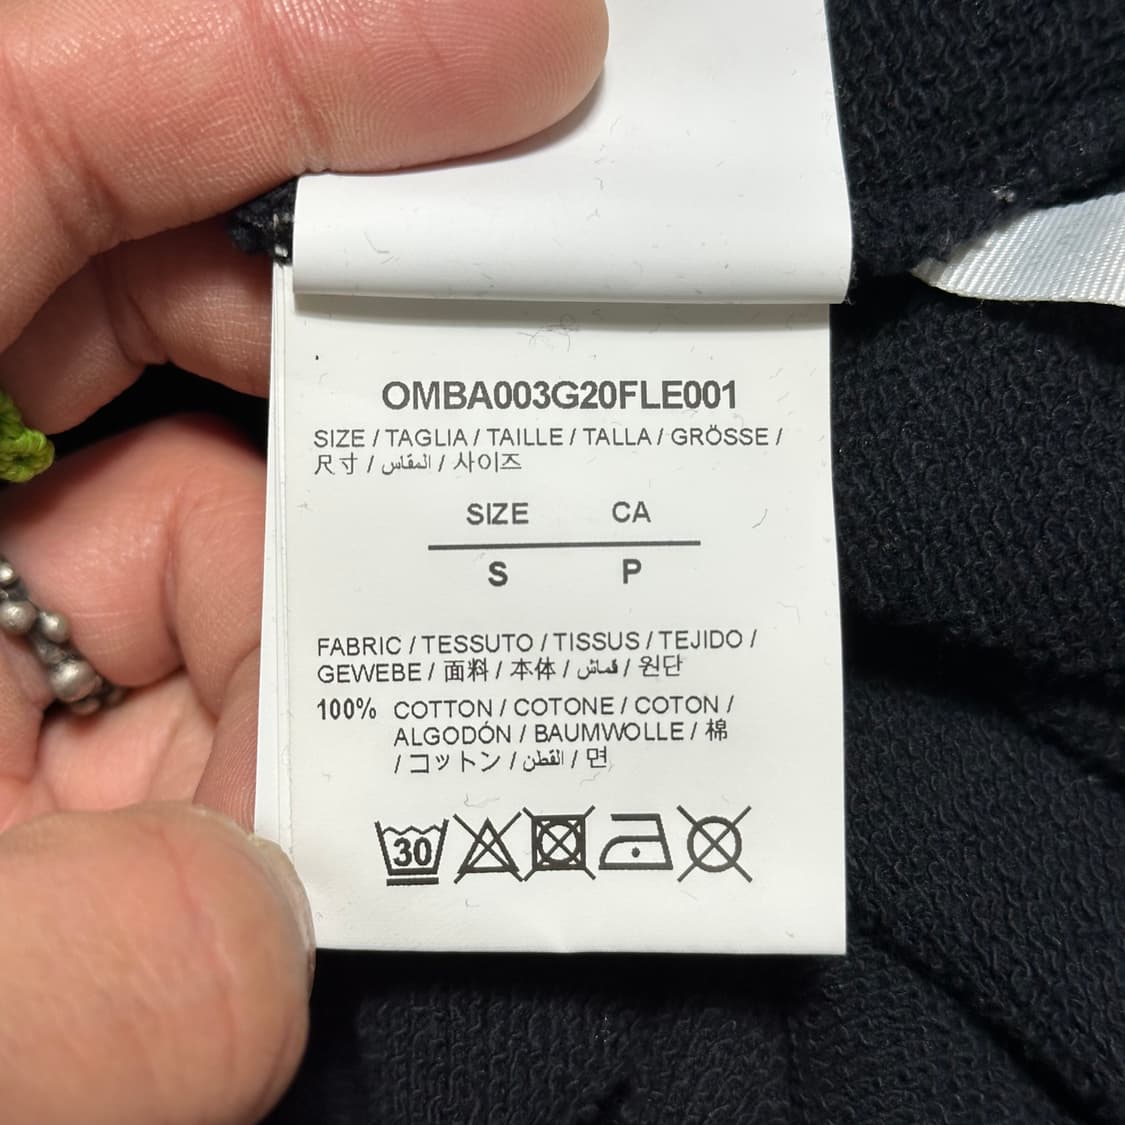 OMBA003G20FLE001
SIZE / TAGLIA / TAILLE / TALLA / GRÖSSE /
尺寸 / المقاس / 사이즈
SIZE CA
S P
FABRIC / TESSUTO / TISSUS / TEJIDO /
GEWEBE / 面料 / 本体 / قماش / 원단
100% COTTON / COTONE / COTON /
ALGODÓN / BAUMWOLLE / 棉
/ コットン / القطن / 면
30